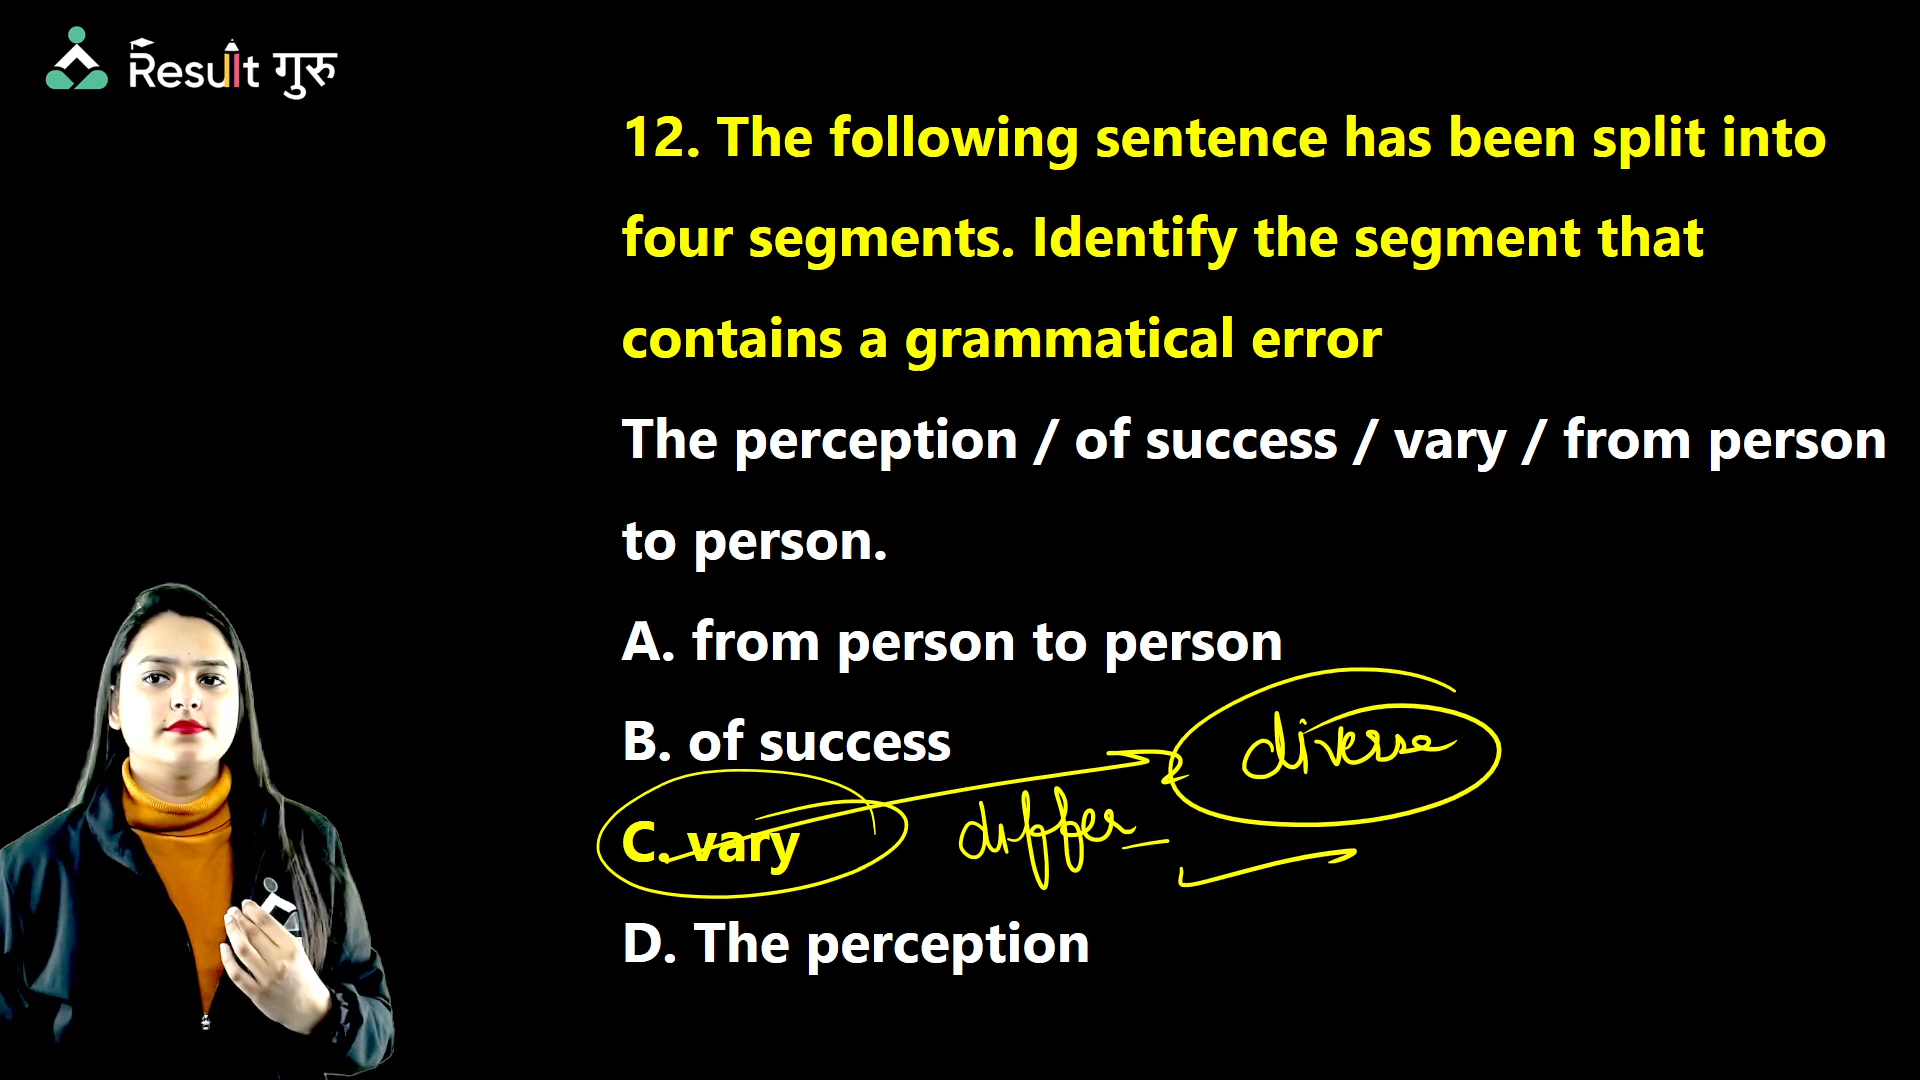 Result गुरु
12. The following sentence has been split into
four segments. Identify the segment that
contains a grammatical error
The perception / of success / vary / from person
to person.
A. from person to person
B. of success
diverse
C. vary
differ
D. The perception